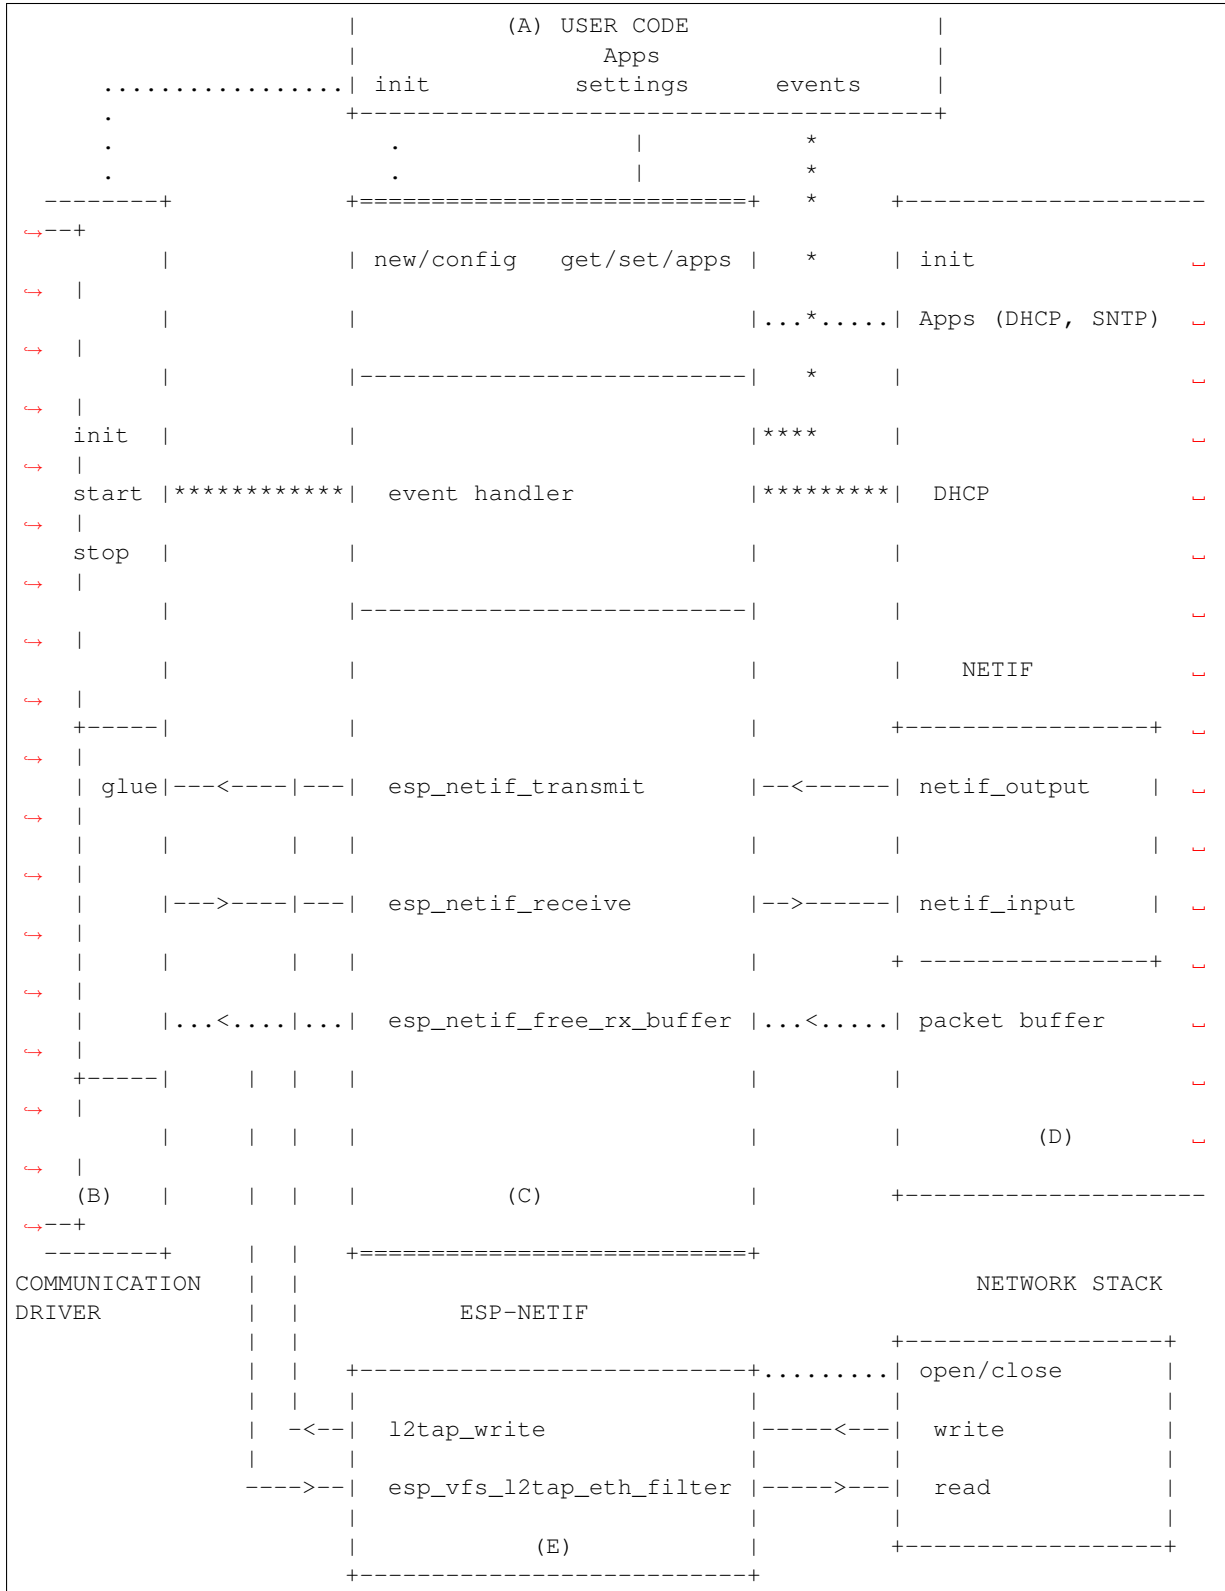 |          (A) USER CODE                 |
                       |                 Apps                   |
      .................| init          settings      events     |
      .                +----------------------------------------+
      .                   .                |           *
      .                   .                |           *
  --------+            +===========================+   *     +---------------------
↪--+
          |            | new/config   get/set/apps |   *     | init               ␣
↪  |
          |            |                           |...*.....| Apps (DHCP, SNTP)  ␣
↪  |
          |            |---------------------------|   *     |                    ␣
↪  |
    init  |            |                           |****     |                    ␣
↪  |
    start |************|  event handler            |*********|  DHCP              ␣
↪  |
    stop  |            |                           |         |                    ␣
↪  |
          |            |---------------------------|         |                    ␣
↪  |
          |            |                           |         |    NETIF           ␣
↪  |
    +-----|            |                           |         +-----------------+  ␣
↪  |
    | glue|---<----|---|  esp_netif_transmit       |--<------| netif_output    |  ␣
↪  |
    |     |        |   |                           |         |                 |  ␣
↪  |
    |     |--->----|---|  esp_netif_receive        |-->------| netif_input     |  ␣
↪  |
    |     |        |   |                           |         + ----------------+  ␣
↪  |
    |     |...<....|...|  esp_netif_free_rx_buffer |...<.....| packet buffer      ␣
↪  |
    +-----|     |  |   |                           |         |                    ␣
↪  |
          |     |  |   |                           |         |         (D)        ␣
↪  |
    (B)   |     |  |   |          (C)              |         +---------------------
↪--+
  --------+     |  |   +===========================+
COMMUNICATION   |  |                                               NETWORK STACK
DRIVER          |  |           ESP-NETIF
                |  |                                         +------------------+
                |  |   +---------------------------+.........| open/close       |
                |  |   |                           |         |                  |
                |  -<--|  l2tap_write              |-----<---|  write           |
                |      |                           |         |                  |
                ---->--|  esp_vfs_l2tap_eth_filter |----->---|  read            |
                       |                           |         |                  |
                       |            (E)            |         +------------------+
                       +---------------------------+